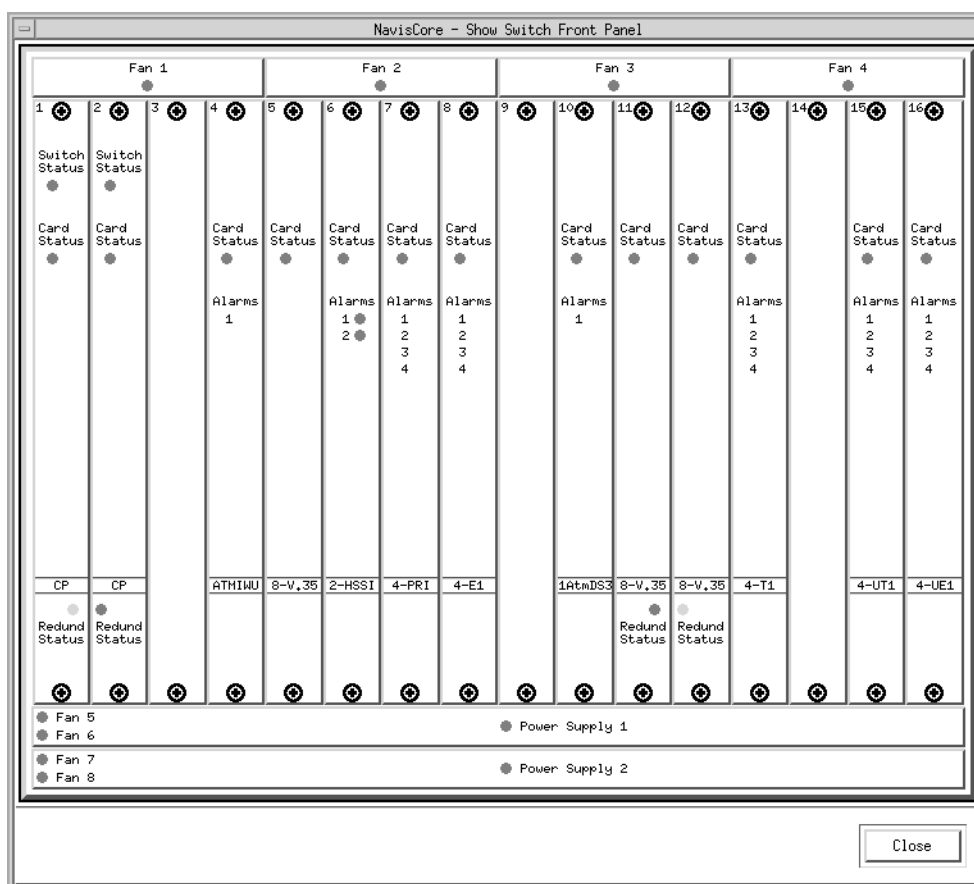 NavisCore - Show Switch Front Panel
Fan 1 Fan 2 Fan 3 Fan 4
1 2 3 4 5 6 7 8 9 10 11 12 13 14 15 16
Switch Switch
Status Status
Card Card Card Card Card Card Card Card Card Card Card Card Card
Status Status Status Status Status Status Status Status Status Status Status Status Status
Alarms Alarms Alarms Alarms Alarms Alarms Alarms Alarms
1 1 1 1 1 1 1 1
2 2 2 2 2 2
3 3 3 3 3
4 4 4 4 4
CP CP ATMIWU 8-V.35 2-HSSI 4-PRI 4-E1 1AtmDS3 8-V.35 8-V.35 4-T1 4-UT1 4-UE1
Redund Redund Redund Redund
Status Status Status Status
Fan 5
Fan 6
Power Supply 1
Fan 7
Fan 8
Power Supply 2
Close